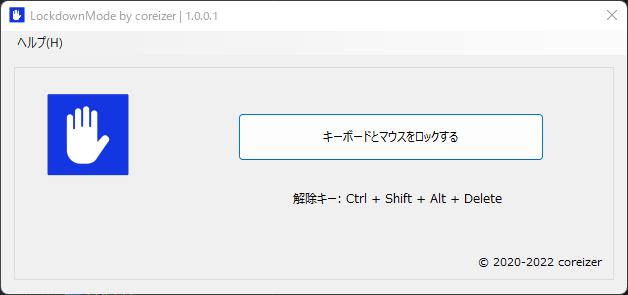 LockdownMode by coreizer | 1.0.0.1
ヘルプ(H)
キーボードとマウスをロックする
解除キー: Ctrl + Shift + Alt + Delete
© 2020-2022 coreizer